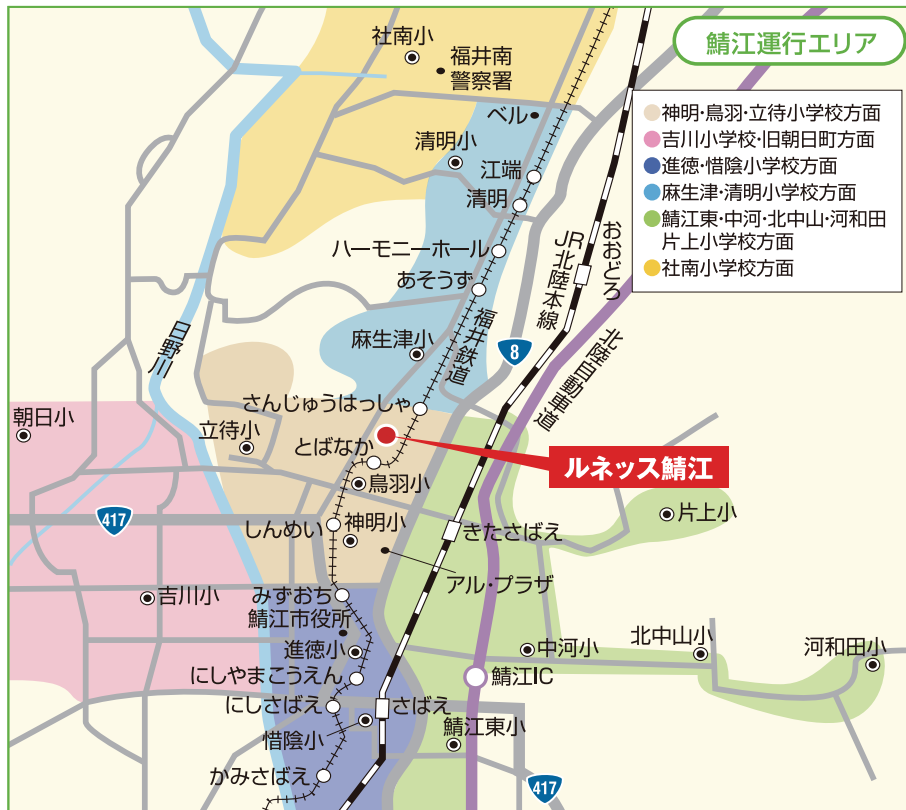 鯖江運行エリア
神明・鳥羽・立待小学校方面
吉川小学校・旧朝日町方面
進徳・惜陰小学校方面
麻生津・清明小学校方面
鯖江東・中河・北中山・河和田
片上小学校方面
社南小学校方面
社南小
福井南
警察署
ベル
清明小
江端
清明
ハーモニーホール
あそうず
おおどろ
JR北陸本線
福井鉄道
北陸自動車道
日野川
8
麻生津小
さんじゅうはっしゃ
朝日小
立待小
とばなか
ルネッス鯖江
鳥羽小
417
しんめい
神明小
きたさばえ
片上小
アル・プラザ
吉川小
みずおち
鯖江市役所
進徳小
中河小
北中山小
河和田小
にしやまこうえん
鯖江IC
にしさばえ
さばえ
惜陰小
鯖江東小
かみさばえ
417